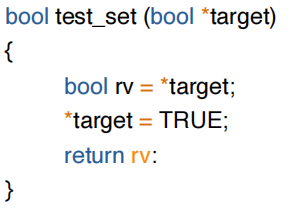 bool test_set (bool *target)
{
bool rv = *target;
*target = TRUE;
return rv:
}